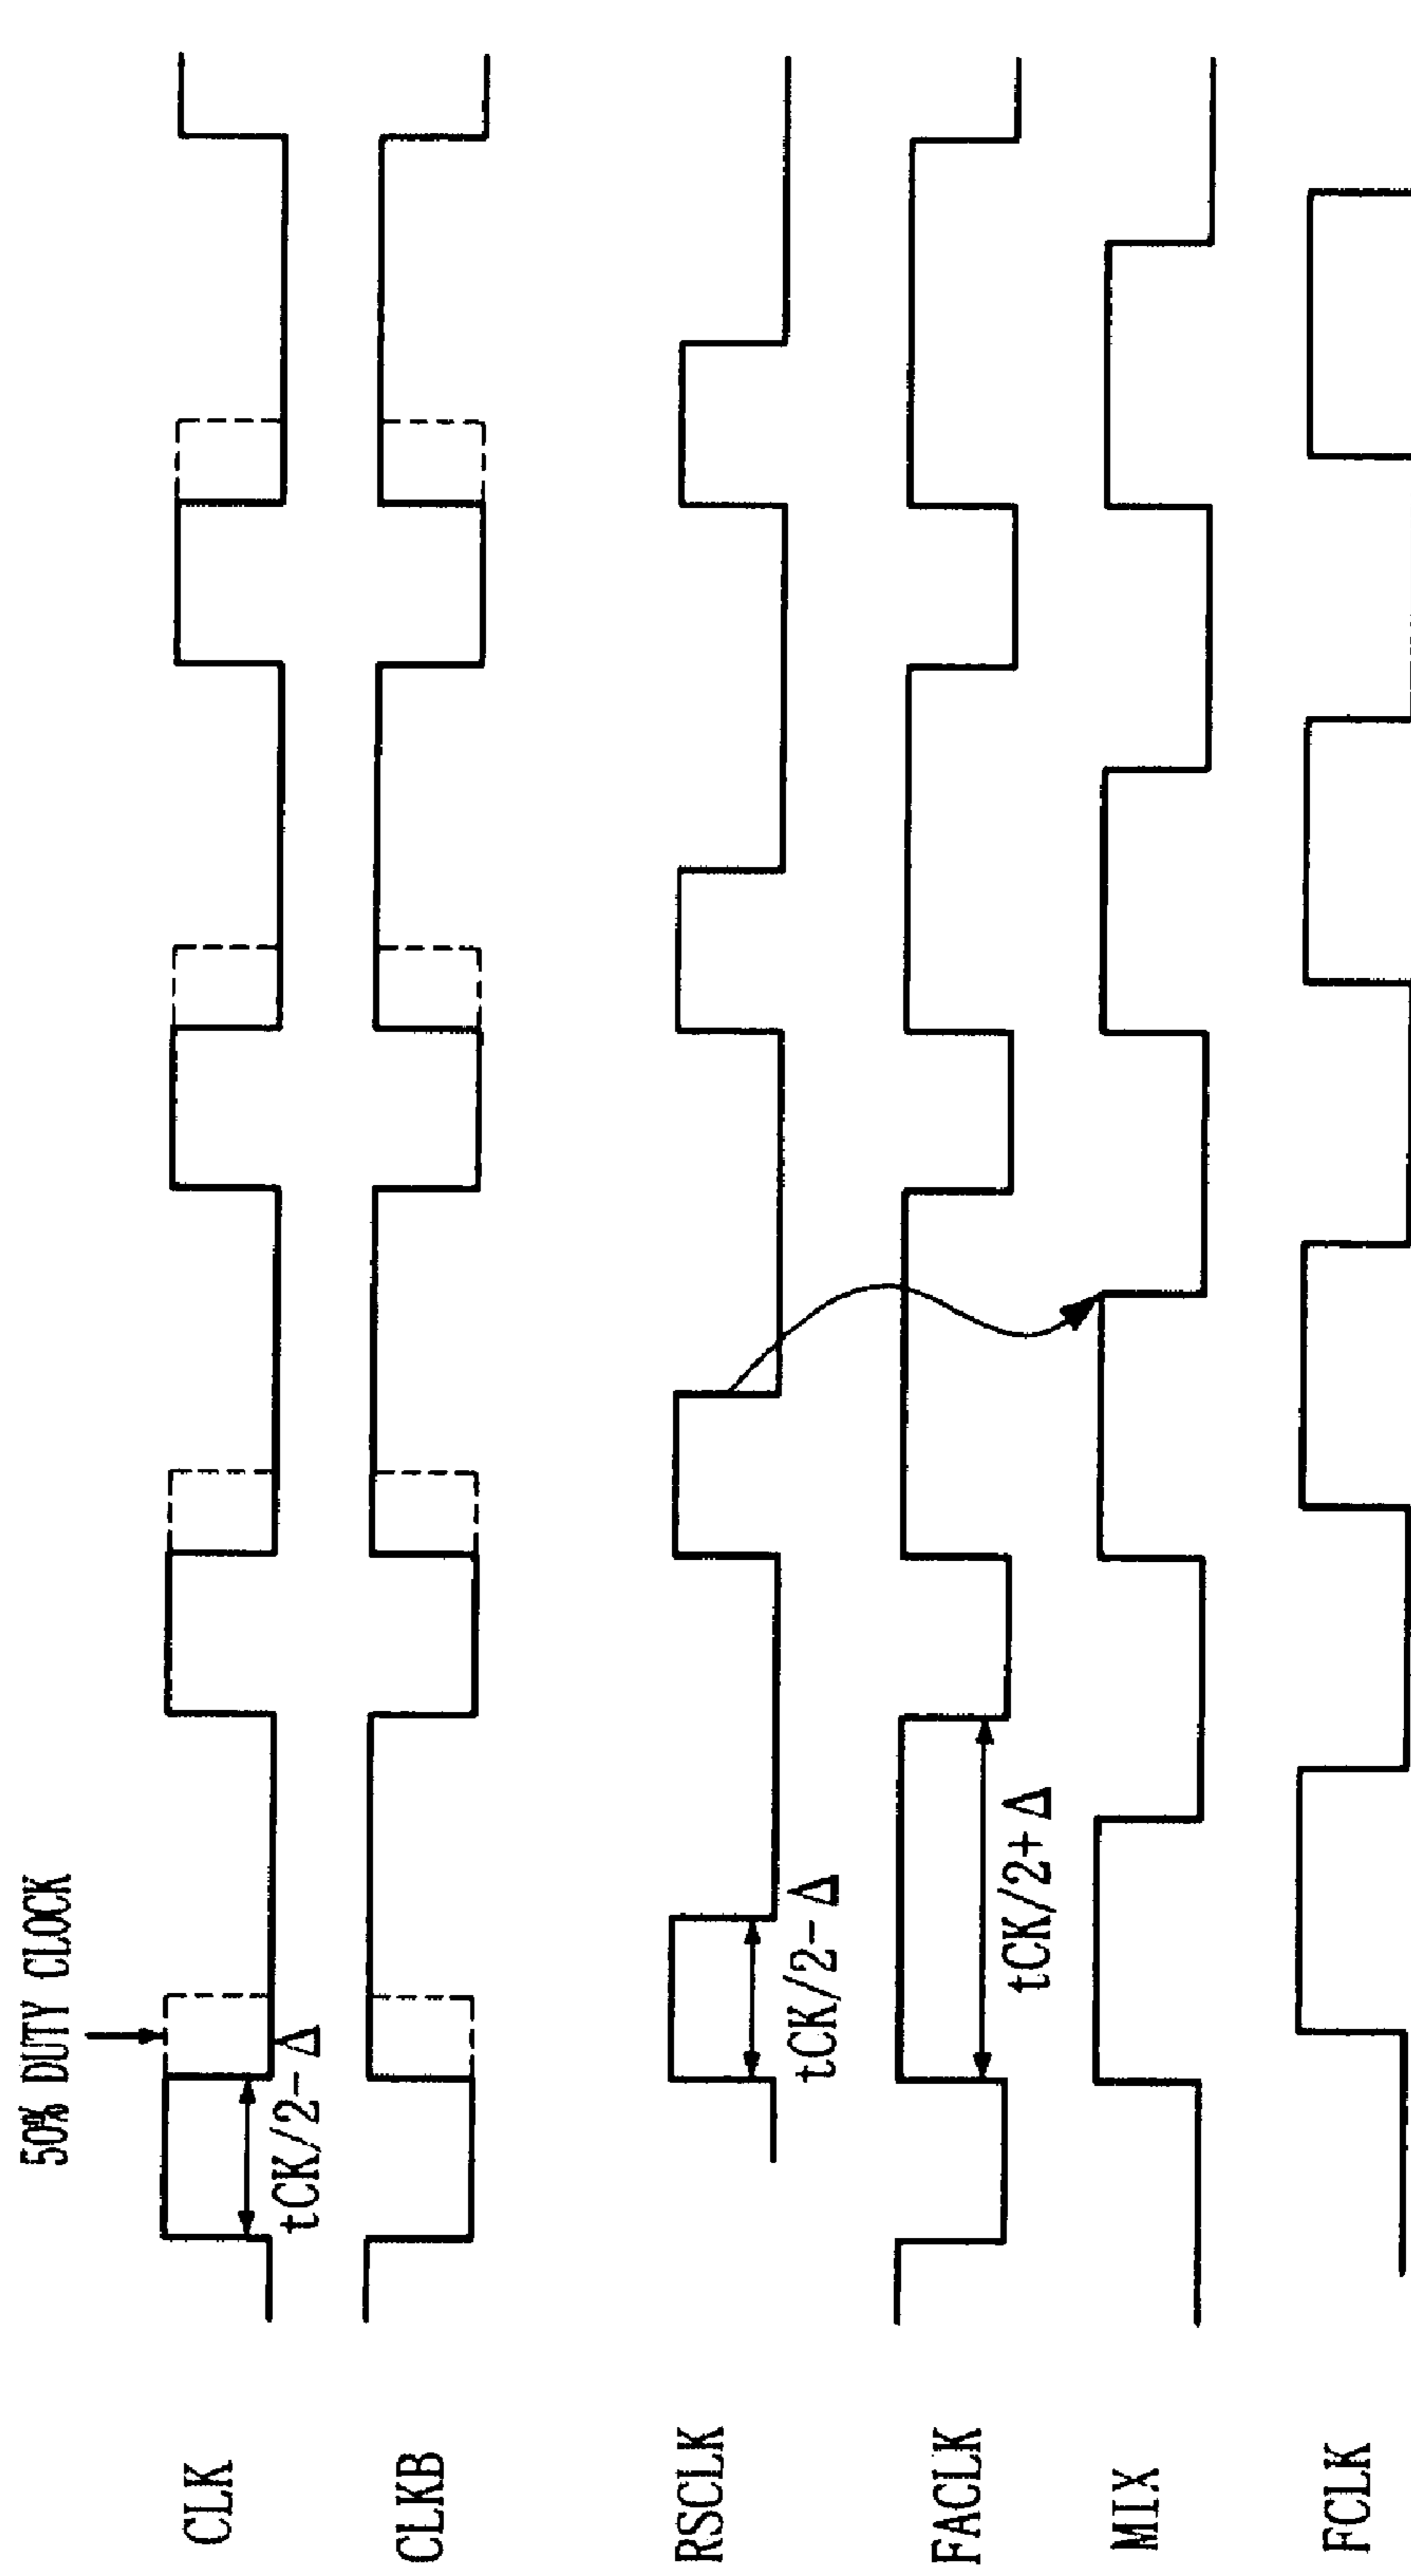 50% DUTY CLOCK
CLK
tCK/2-Δ
CLKB
RSCLK
tCK/2-Δ
FACLK
tCK/2+Δ
MIX
FCLK